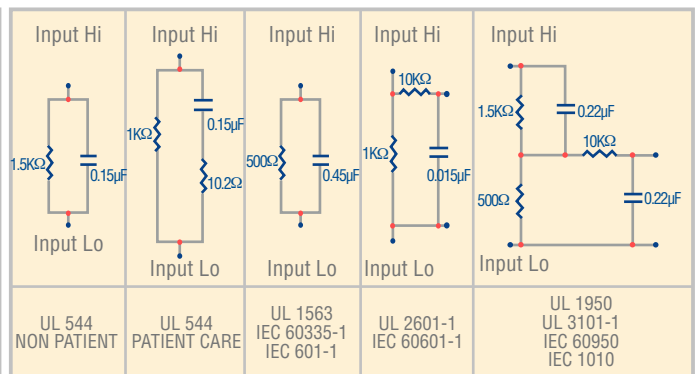 Input Hi
1.5KΩ
0.15µF
Input Lo
UL 544
NON PATIENT
Input Hi
0.15µF
1KΩ
10.2Ω
Input Lo
UL 544
PATIENT CARE
Input Hi
500Ω
0.45µF
Input Lo
UL 1563
IEC 60335-1
IEC 601-1
Input Hi
10KΩ
1KΩ
0.015µF
Input Lo
UL 2601-1
IEC 60601-1
Input Hi
1.5KΩ
0.22µF
10KΩ
500Ω
0.22µF
Input Lo
UL 1950
UL 3101-1
IEC 60950
IEC 1010